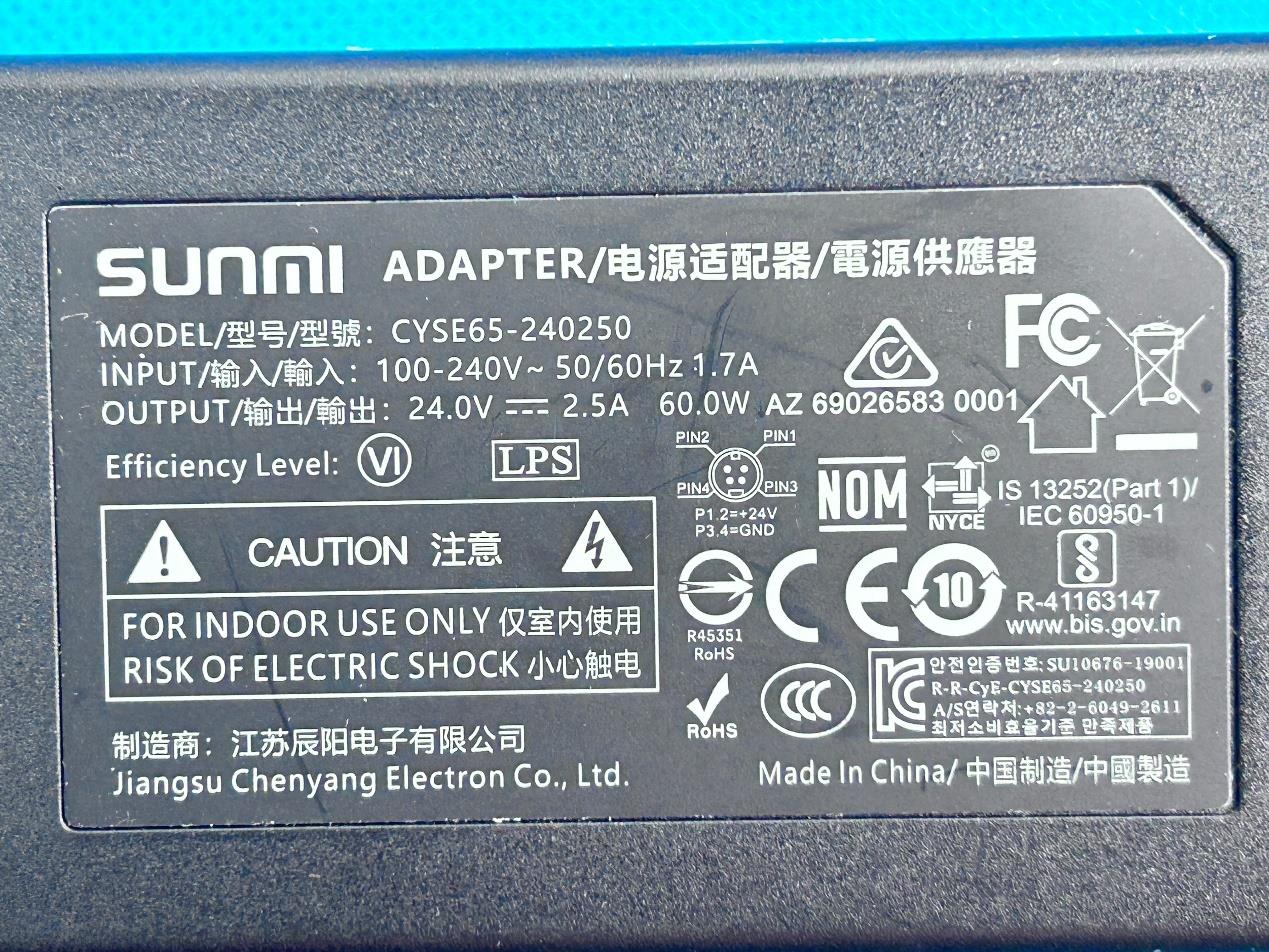 SUNMI ADAPTER/电源适配器/電源供應器
MODEL/型号/型號: CYSE65-240250
INPUT/输入/輸入: 100-240V~ 50/60Hz 1.7A
OUTPUT/输出/輸出: 24.0V ⎓ 2.5A 60.0W
AZ 69026583 0001
FC
Efficiency Level: VI
LPS
PIN2 PIN1
PIN4 PIN3
P1.2=+24V
P3.4=GND
NOM
NYCE
IS 13252(Part 1)/
IEC 60950-1
R-41163147
www.bis.gov.in
CAUTION 注意
FOR INDOOR USE ONLY 仅室内使用
RISK OF ELECTRIC SHOCK 小心触电
R45351
RoHS
CE
10
RoHS
CCC
KC
安전인증번호: SU10676-19001
R-R-CyE-CYSE65-240250
A/S연락처:+82-2-6049-2611
최저소비효율기준 만족제품
制造商: 江苏辰阳电子有限公司
Jiangsu Chenyang Electron Co., Ltd.
Made In China/ 中国制造/中國製造